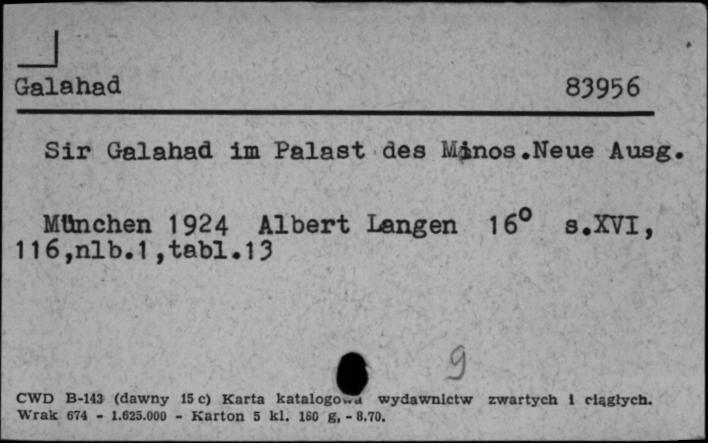 Galahad 83956
Sir Galahad im Palast des Minos.Neue Ausg.
München 1924 Albert Langen 16° s.XVI,
116,nlb.1,tabl.13
9
CWD B-143 (dawny 15 c) Karta katalogowa wydawnictw zwartych i ciągłych.
Wrak 674 - 1.625.000 - Karton 5 kl. 180 g, - 8.70.